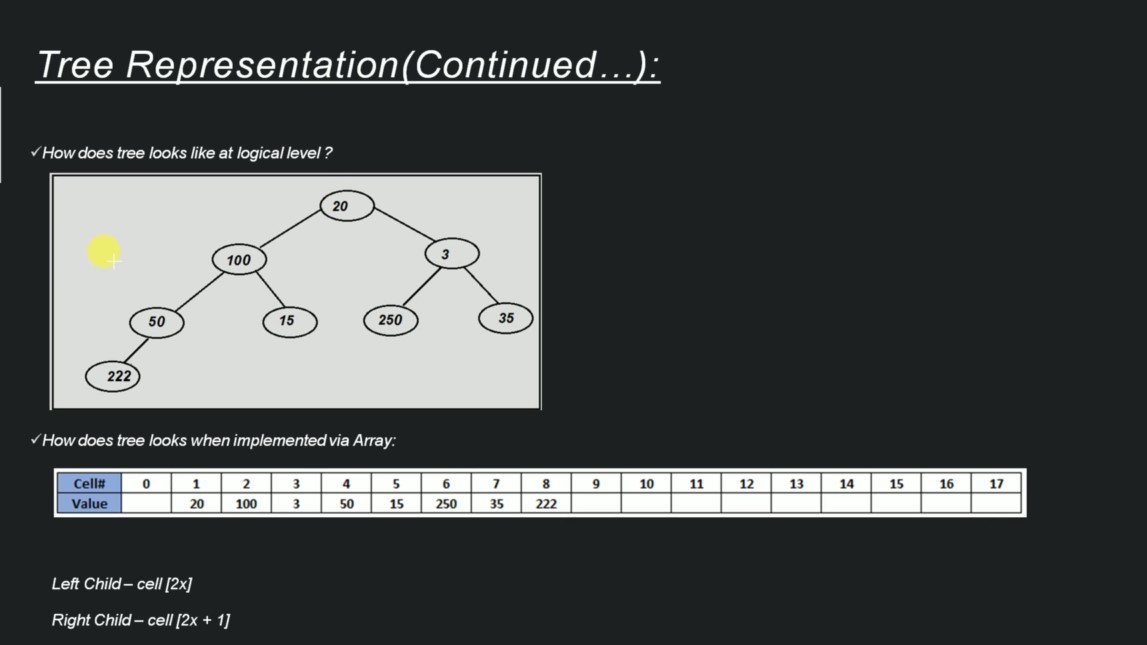 Tree Representation(Continued...):
✓How does tree looks like at logical level ?
20
100 3
50 15 250 35
222
✓How does tree looks when implemented via Array:
Cell# 0 1 2 3 4 5 6 7 8 9 10 11 12 13 14 15 16 17
Value 20 100 3 50 15 250 35 222
Left Child – cell [2x]
Right Child – cell [2x + 1]